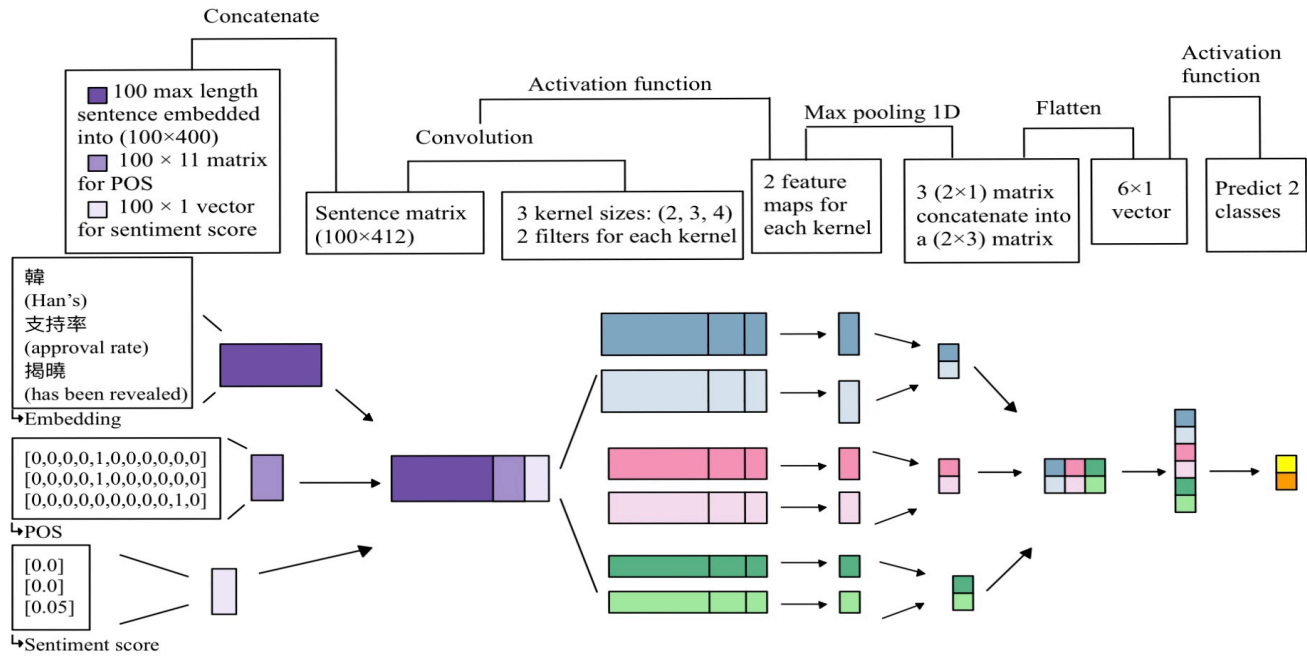 Concatenate
100 max length
sentence embedded
into (100×400)
100 × 11 matrix
for POS
100 × 1 vector
for sentiment score
Sentence matrix
(100×412)
Convolution
Activation function
3 kernel sizes: (2, 3, 4)
2 filters for each kernel
2 feature
maps for
each kernel
Max pooling 1D
3 (2×1) matrix
concatenate into
a (2×3) matrix
Flatten
6×1
vector
Activation
function
Predict 2
classes
韓
(Han's)
支持率
(approval rate)
揭曉
(has been revealed)
↳Embedding
[0,0,0,0,1,0,0,0,0,0,0]
[0,0,0,0,1,0,0,0,0,0,0]
[0,0,0,0,0,0,0,0,0,1,0]
↳POS
[0.0]
[0.0]
[0.05]
↳Sentiment score